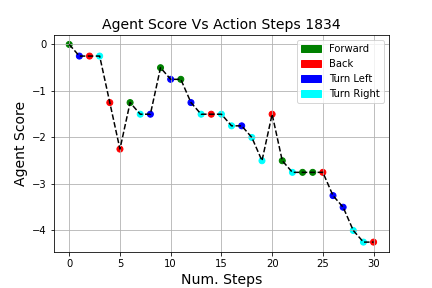 Agent Score Vs Action Steps 1834
Forward
Back
Turn Left
Turn Right
Agent Score
0
−1
−2
−3
−4
0 5 10 15 20 25 30
Num. Steps